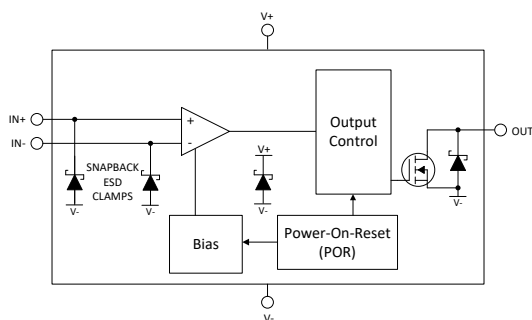 V+
IN+
IN-
+
-
SNAPBACK
ESD
CLAMPS
V-
V-
V+
V-
Output
Control
OUT
V-
Bias
Power-On-Reset
(POR)
V-